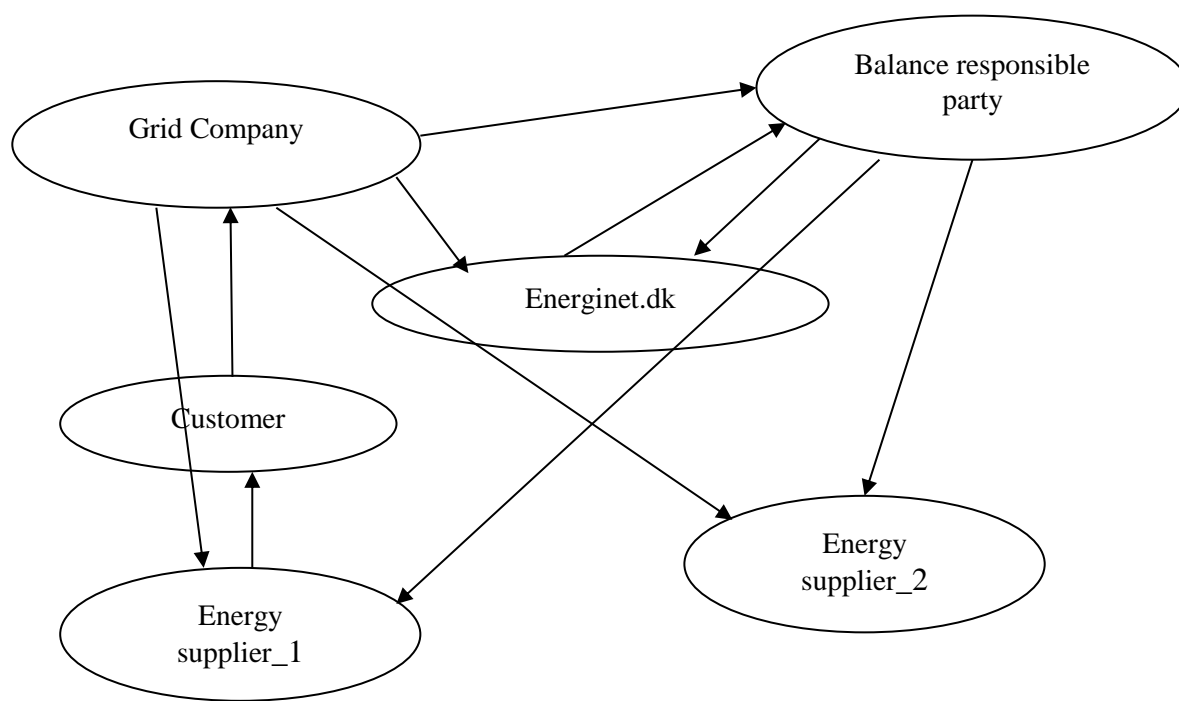 Balance responsible
party
Grid Company
Energinet.dk
Customer
Energy
supplier_2
Energy
supplier_1